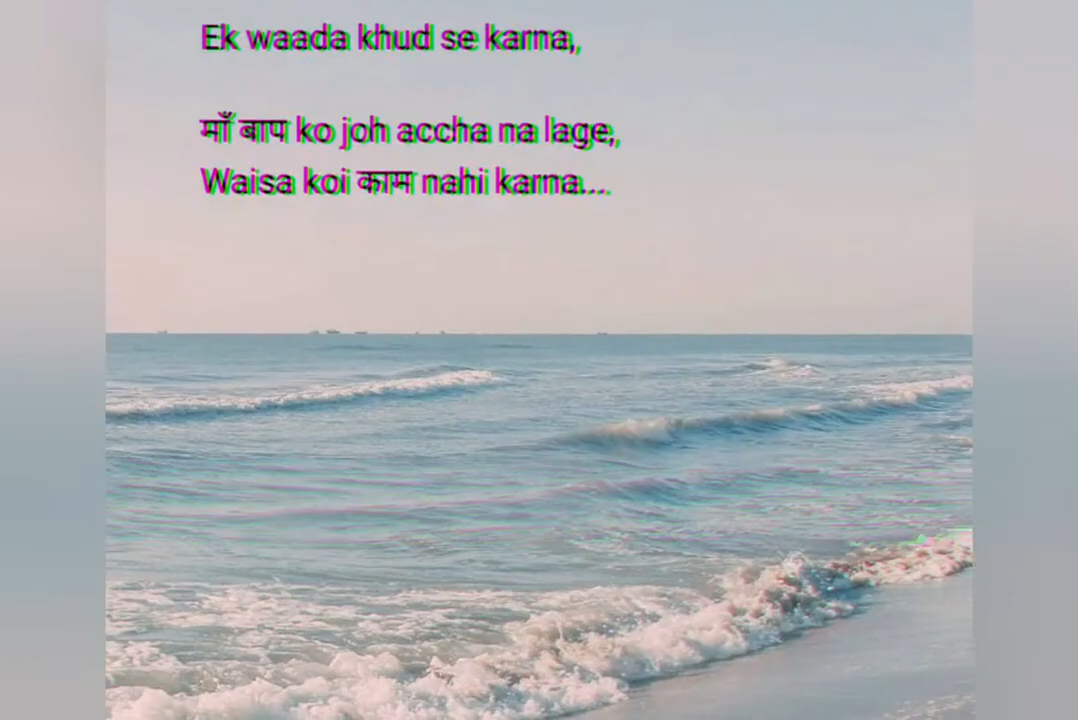 Ek waada khud se karna,
माँ बाप ko joh accha na lage,
Waisa koi काम nahi karna...